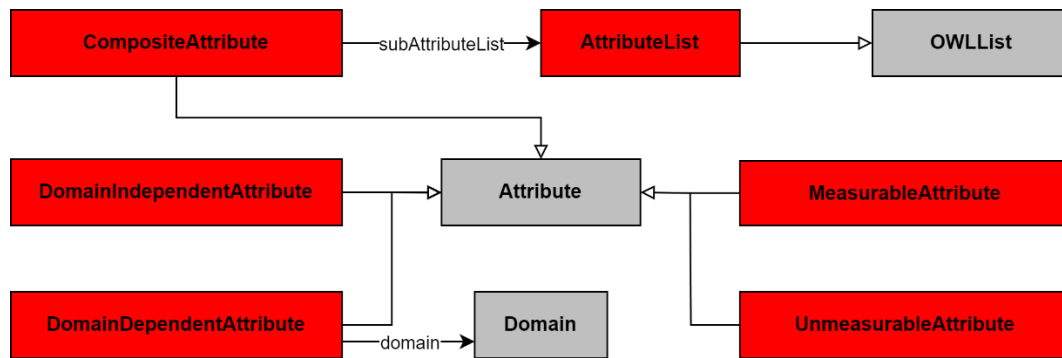 CompositeAttribute
subAttributeList
AttributeList
OWLList
DomainIndependentAttribute
Attribute
MeasurableAttribute
DomainDependentAttribute
domain
Domain
UnmeasurableAttribute